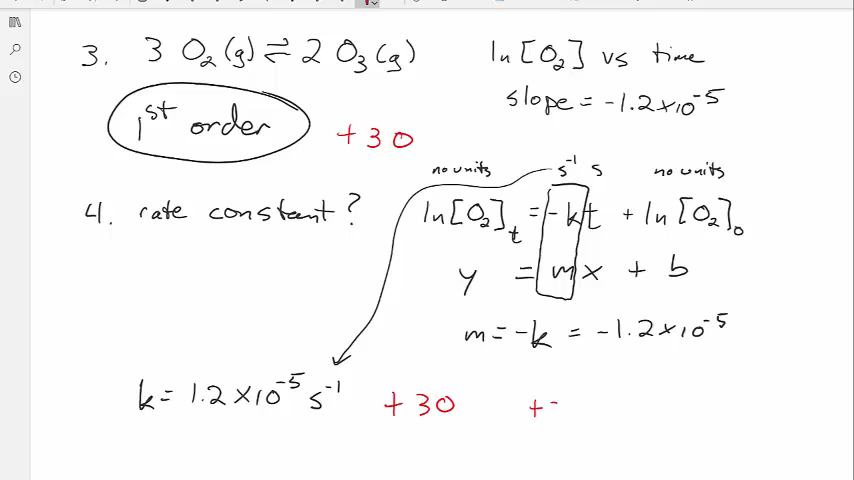 3. 3 O₂(g) ⇌ 2 O₃(g)
ln[O₂] vs time
slope = -1.2×10⁻⁵
1ˢᵗ order
+30
no units s⁻¹ s no units
4. rate constant?
ln[O₂]ₜ = -kt + ln[O₂]₀
y = mx + b
m = -k = -1.2×10⁻⁵
k = 1.2×10⁻⁵ s⁻¹ +30 +